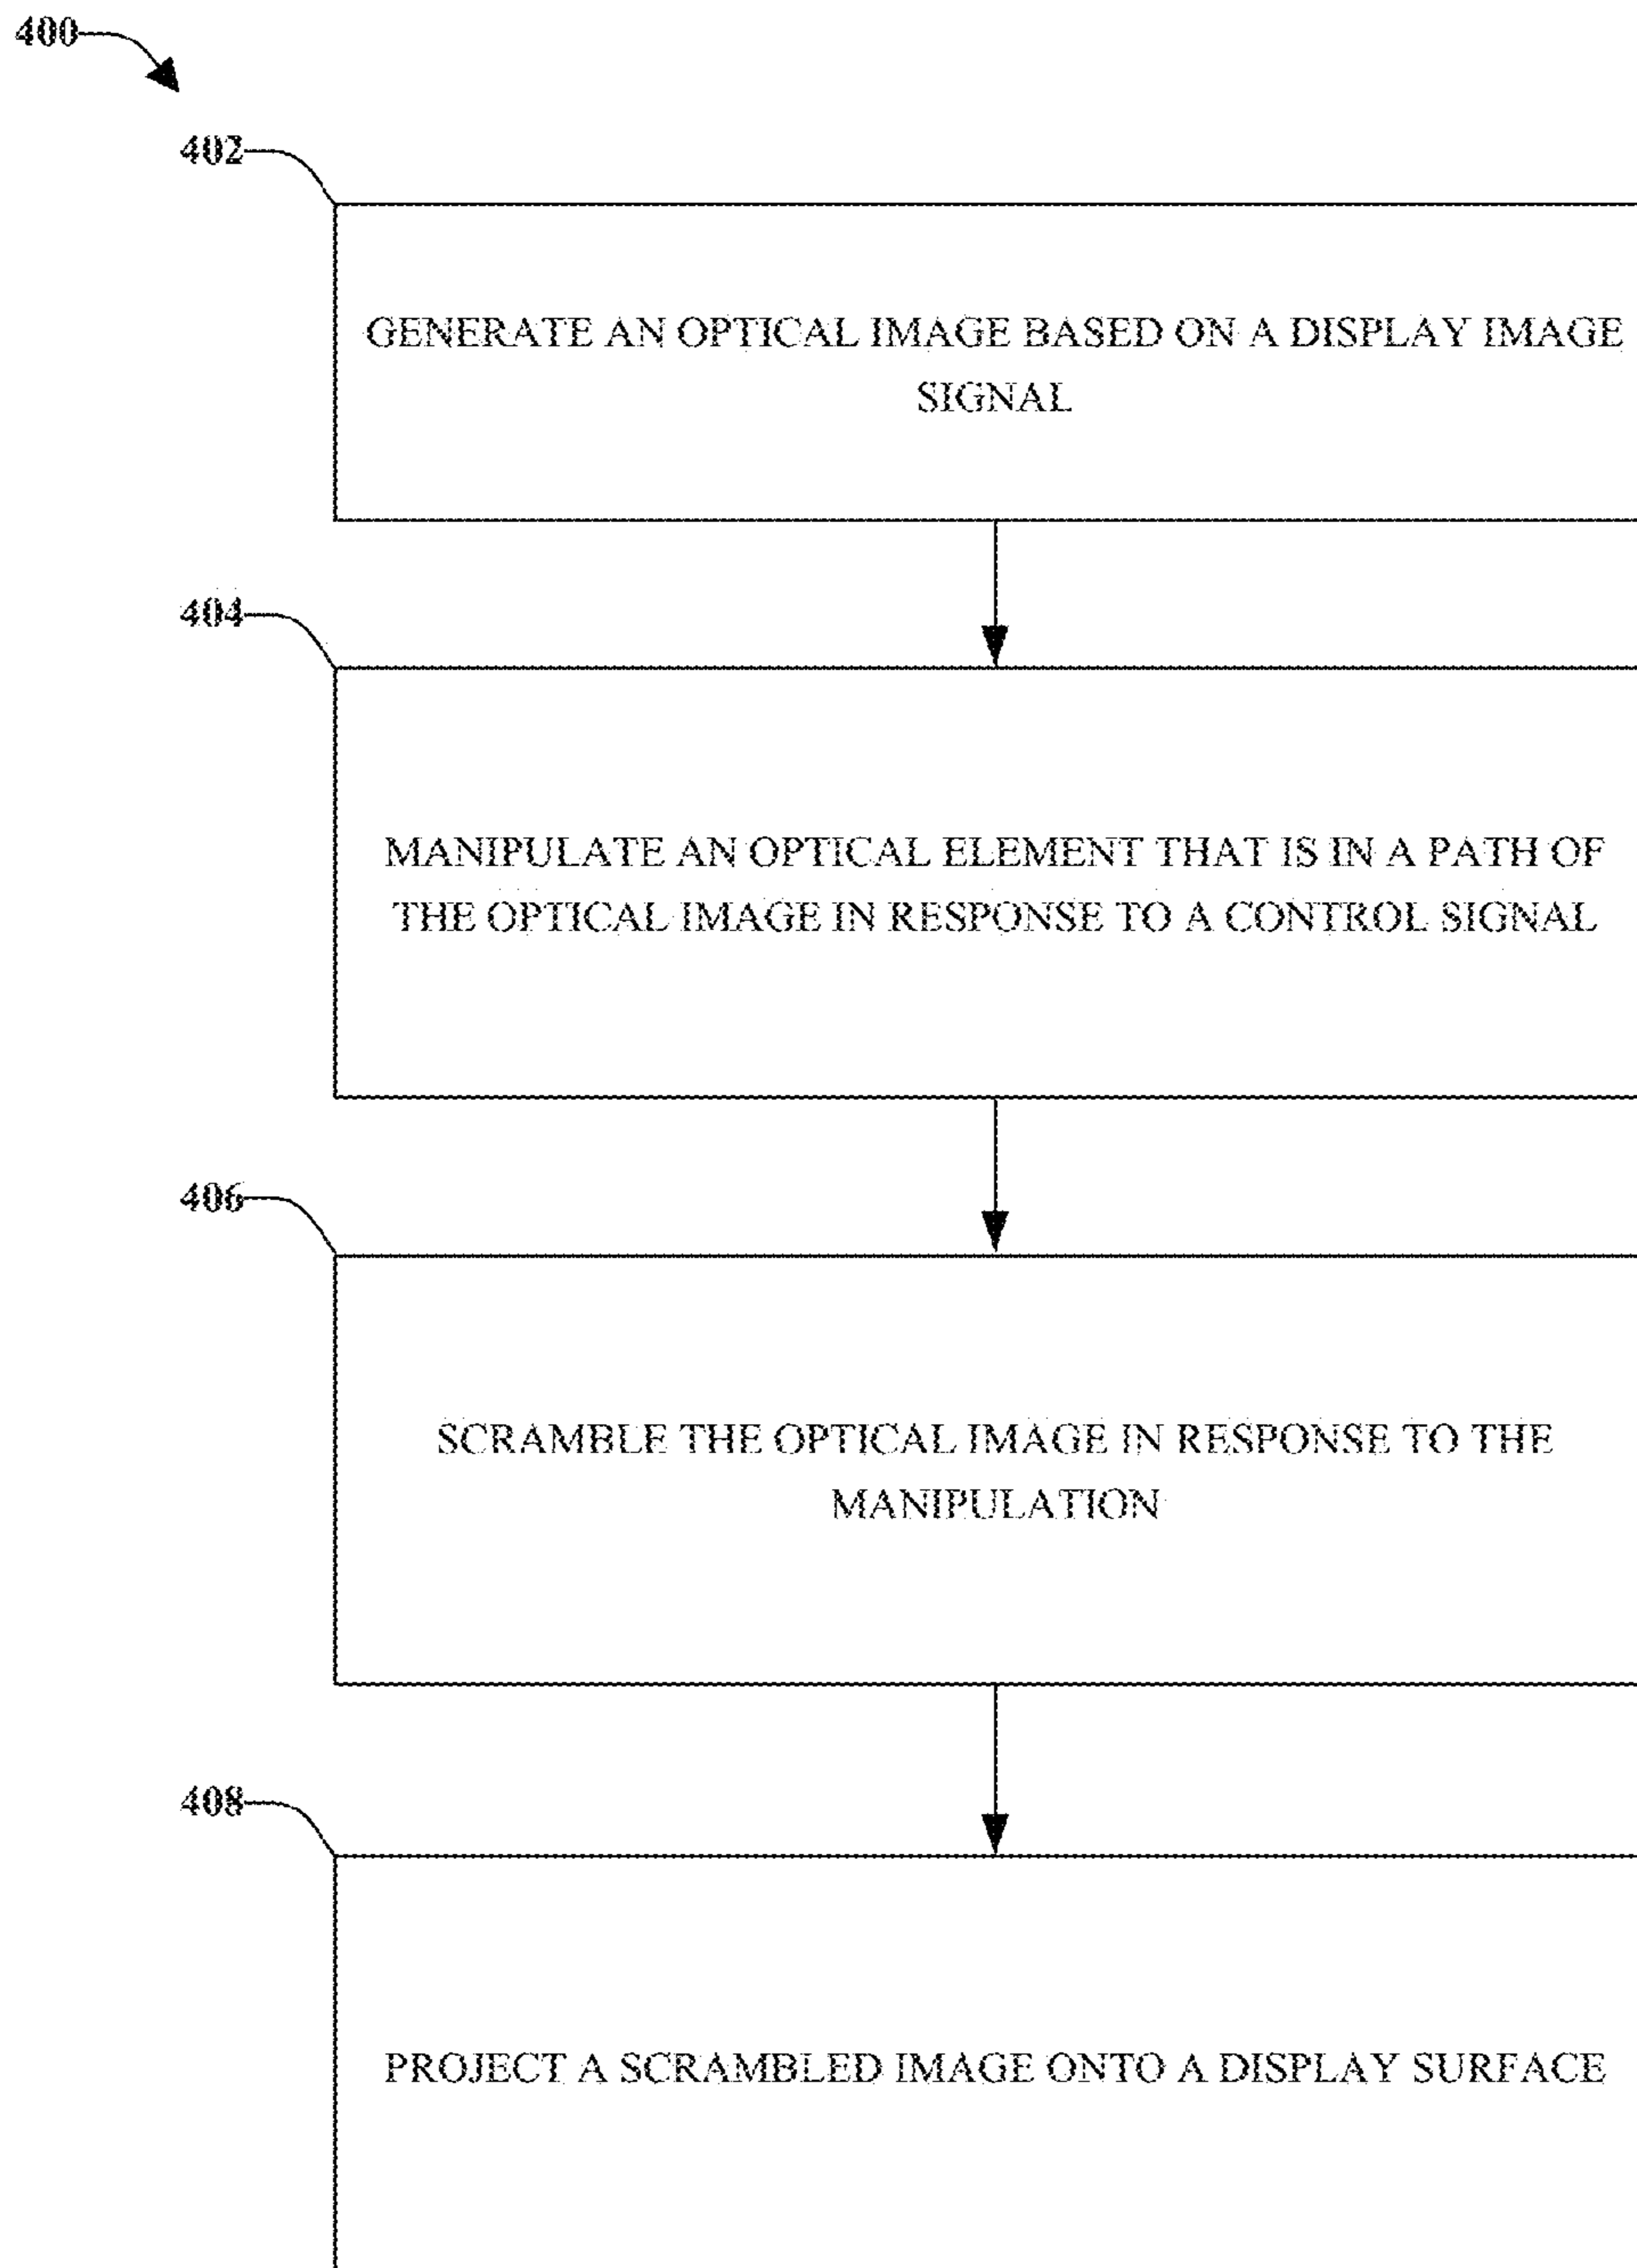 400
402
GENERATE AN OPTICAL IMAGE BASED ON A DISPLAY IMAGE
SIGNAL
404
MANIPULATE AN OPTICAL ELEMENT THAT IS IN A PATH OF
THE OPTICAL IMAGE IN RESPONSE TO A CONTROL SIGNAL
406
SCRAMBLE THE OPTICAL IMAGE IN RESPONSE TO THE
MANIPULATION
408
PROJECT A SCRAMBLED IMAGE ONTO A DISPLAY SURFACE